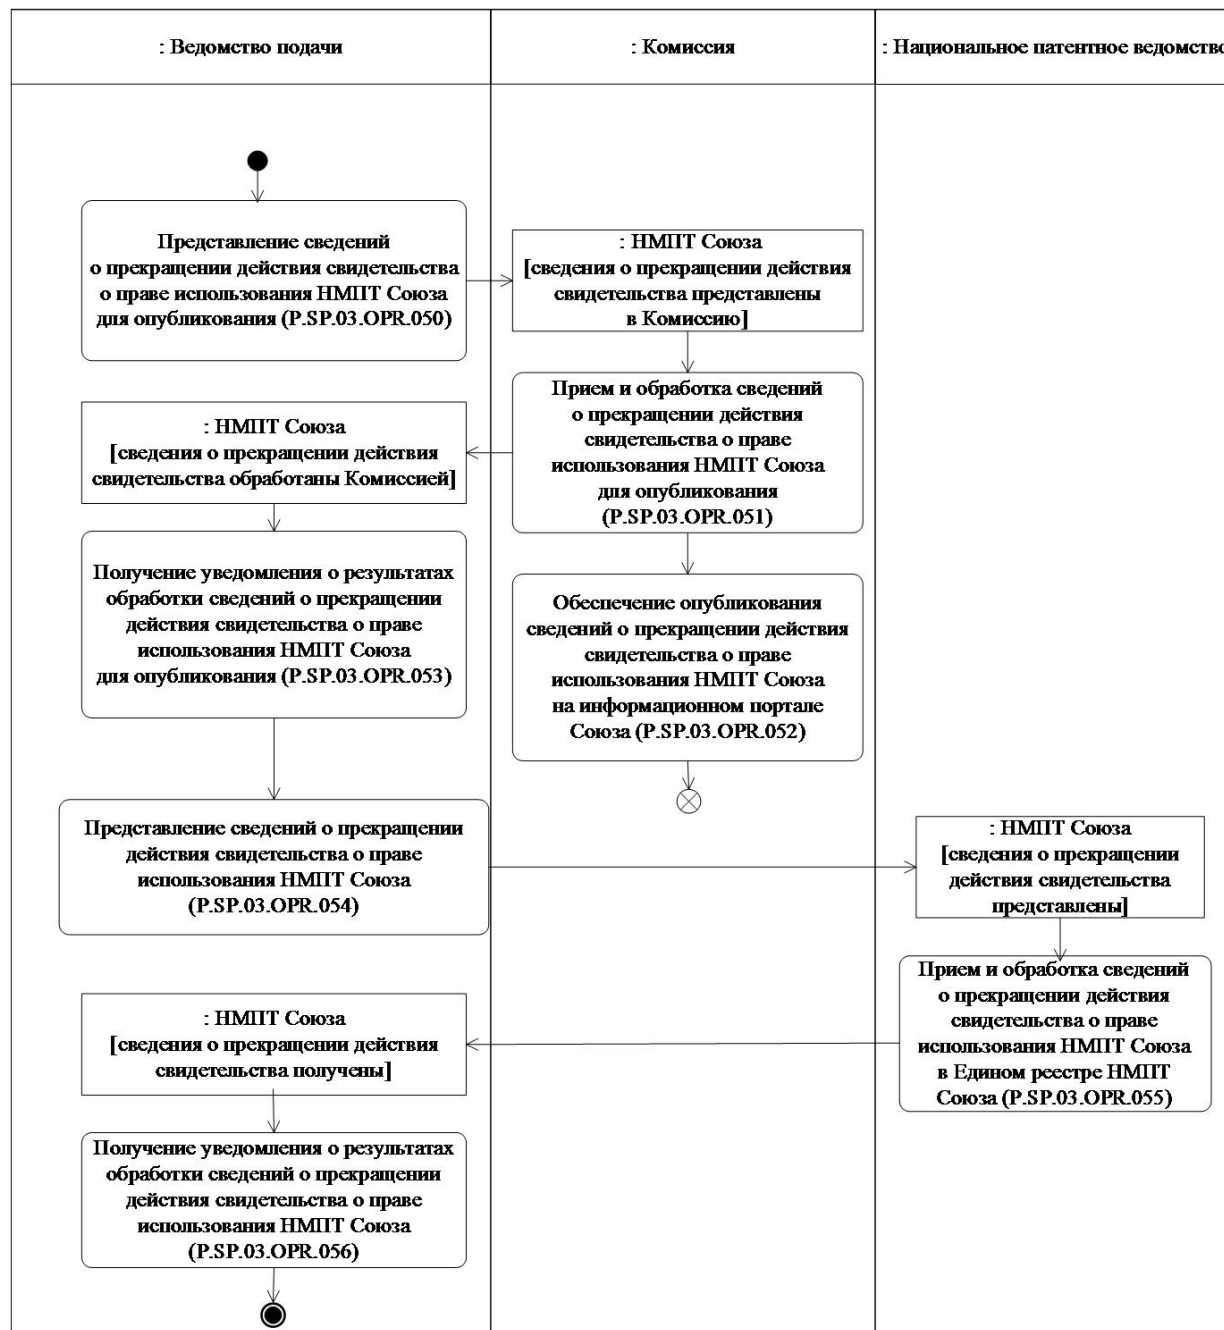 : Ведомство подачи
: Комиссия
: Национальное патентное ведомство
Представление сведений
о прекращении действия свидетельства
о праве использования НМПТ Союза
для опубликования (P.SP.03.OPR.050)
: НМПТ Союза
[сведения о прекращении действия
свидетельства представлены
в Комиссию]
Прием и обработка сведений
о прекращении действия
свидетельства о праве
использования НМПТ Союза
для опубликования
(P.SP.03.OPR.051)
: НМПТ Союза
[сведения о прекращении действия
свидетельства обработаны Комиссией]
Получение уведомления о результатах
обработки сведений о прекращении
действия свидетельства о праве
использования НМПТ Союза
для опубликования (P.SP.03.OPR.053)
Обеспечение опубликования
сведений о прекращении действия
свидетельства о праве
использования НМПТ Союза
на информационном портале
Союза (P.SP.03.OPR.052)
Представление сведений о прекращении
действия свидетельства о праве
использования НМПТ Союза
(P.SP.03.OPR.054)
: НМПТ Союза
[сведения о прекращении
действия свидетельства
представлены]
Прием и обработка сведений
о прекращении действия
свидетельства о праве
использования НМПТ Союза
в Едином реестре НМПТ
Союза (P.SP.03.OPR.055)
: НМПТ Союза
[сведения о прекращении действия
свидетельства получены]
Получение уведомления о результатах
обработки сведений о прекращении
действия свидетельства о праве
использования НМПТ Союза
(P.SP.03.OPR.056)